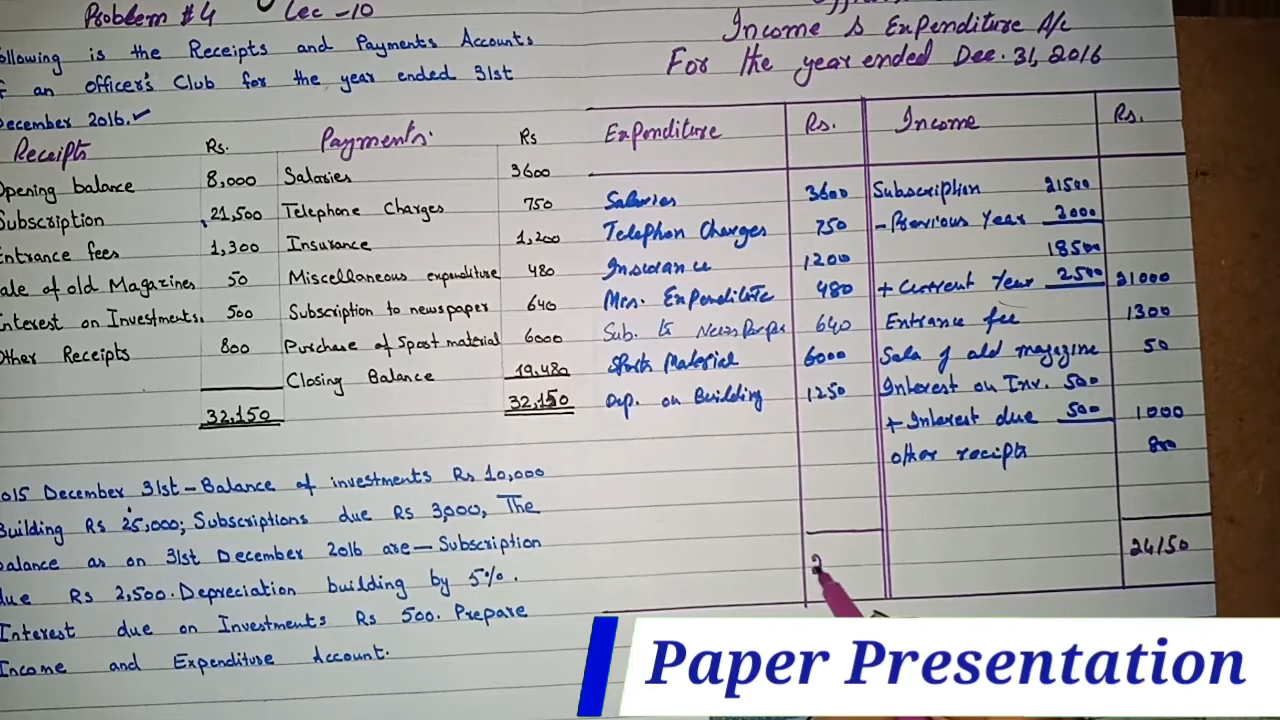 Problem #4 Lec -10
ollowing is the Receipts and Payments Accounts
f an officer's Club for the year ended 31st
ecember 2016.
Receipts Rs. Payments. Rs
Opening balance 8,000 Salaries 3600
Subscription 21,500 Telephone Charges 750
Entrance fees 1,300 Insurance 1,200
ale of old Magazines 50 Miscellaneous expenditure 480
Interest on Investments. 500 Subscription to newspaper 640
Other Receipts 800 Purchase of Sport material 6000
Closing Balance 19,480
32,150 32,150
015 December 31st - Balance of investments Rs 10,000
Building Rs 25,000; Subscriptions due Rs 3,000, The
balance as on 31st December 2016 are - Subscription
due Rs 2,500. Depreciation building by 5%.
Interest due on Investments Rs 500. Prepare
Income and Expenditure Account.
Income & Expenditure A/c
For the year ended Dec. 31, 2016
Expenditure Rs. Income Rs.
Salaries 3600 Subscription 21500
Telephon Charges 750 - Previous Year 3000
Insurance 1200 18500
Mis. Expenditure 480 + Current Year 2500 21000
Sub. to News Paper 640 Entrance fee 1300
Sports Material 6000 Sale of old magazine 50
Dep. on Building 1250 Interest on Inv. 500
+ Interest due 500 1000
other recipts 800
2 24150
Paper Presentation